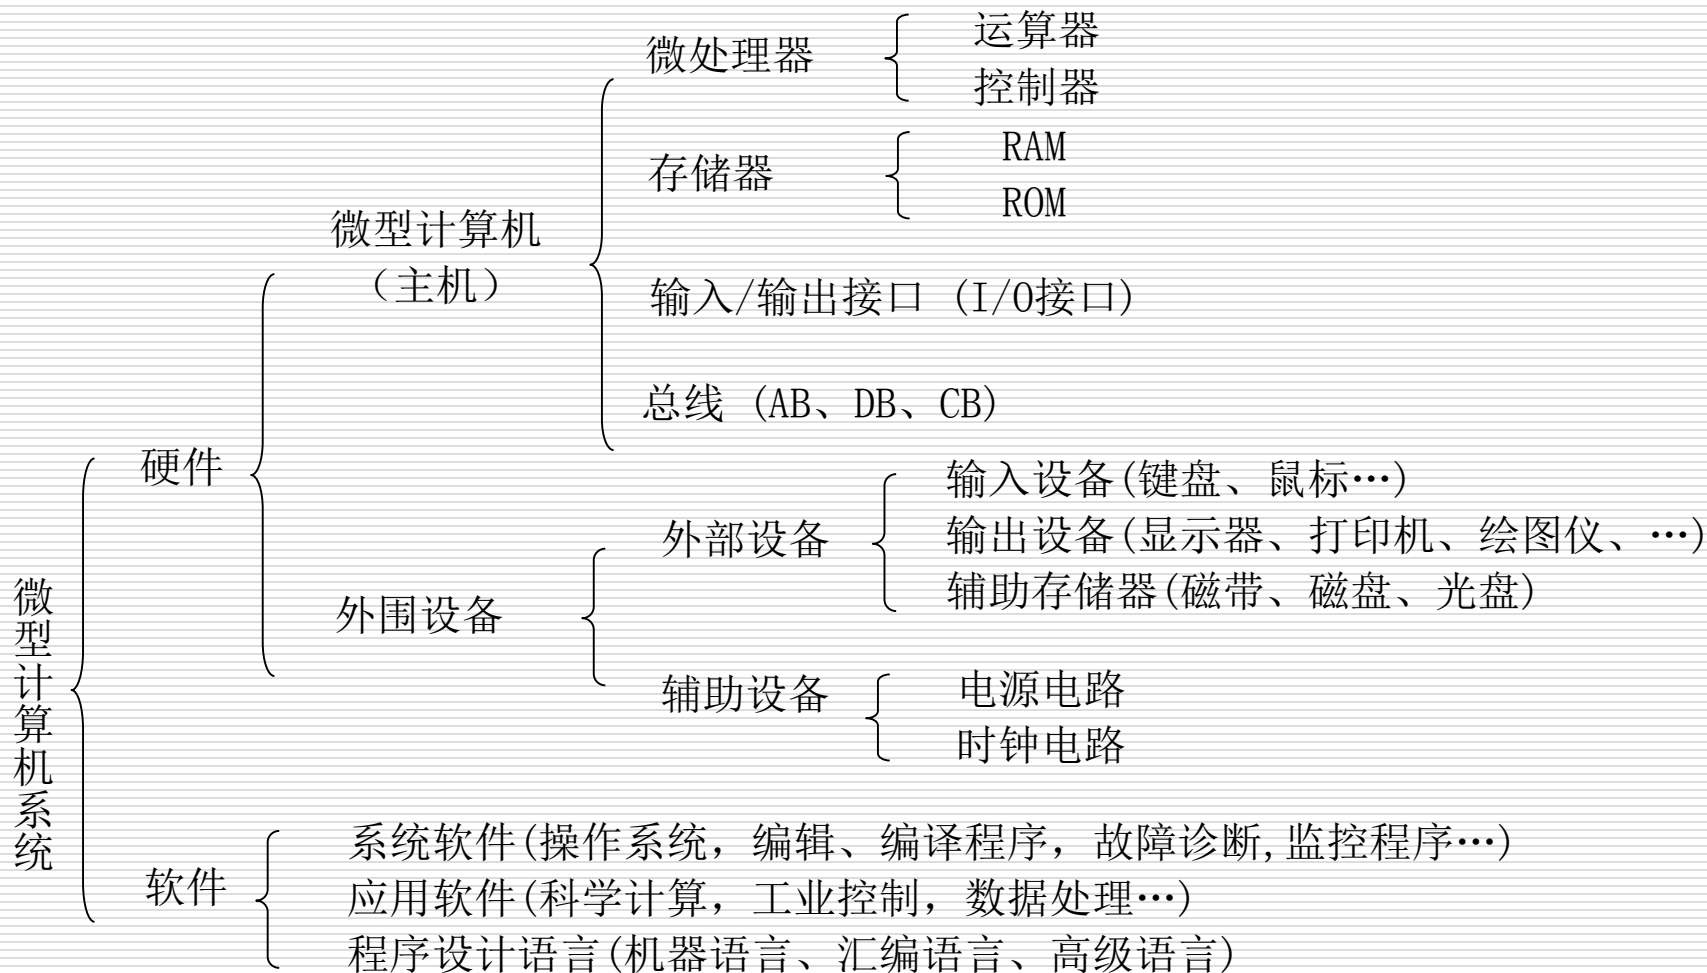 微型计算机系统
硬件
微型计算机
（主机）
微处理器
运算器
控制器
存储器
RAM
ROM
输入/输出接口 (I/O接口)
总线 (AB、DB、CB)
外围设备
外部设备
输入设备(键盘、鼠标…)
输出设备(显示器、打印机、绘图仪、…)
辅助存储器(磁带、磁盘、光盘)
辅助设备
电源电路
时钟电路
软件
系统软件(操作系统，编辑、编译程序，故障诊断,监控程序…)
应用软件(科学计算，工业控制，数据处理…)
程序设计语言(机器语言、汇编语言、高级语言)